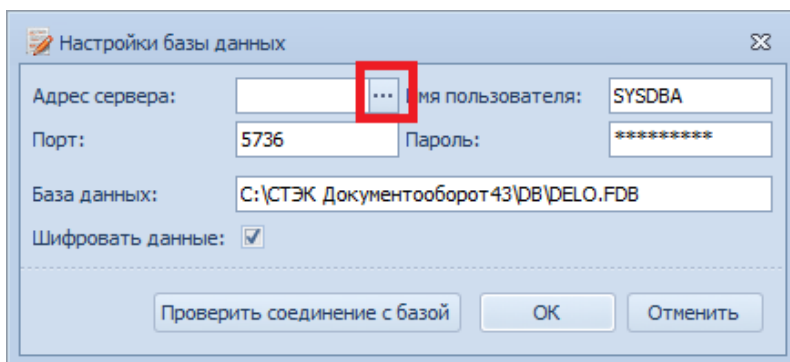 Настройки базы данных
Адрес сервера: ... мя пользователя: SYSDBA
Порт: 5736 Пароль: *********
База данных: C:\СТЭК Документооборот43\DB\DELO.FDB
Шифровать данные:
Проверить соединение с базой OK Отменить